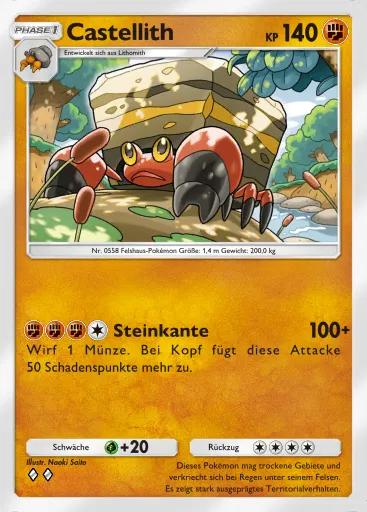 PHASE 1
Castellith
KP 140
Entwickelt sich aus Lithomith
Nr. 0558 Felshaus-Pokémon Größe: 1,4 m Gewicht: 200,0 kg
Steinkante 100+
Wirf 1 Münze. Bei Kopf fügt diese Attacke
50 Schadenspunkte mehr zu.
Schwäche +20 Rückzug
Illustr. Naoki Saito
Dieses Pokémon mag trockene Gebiete und
verkriecht sich bei Regen unter seinem Felsen.
Es zeigt stark ausgeprägtes Territorialverhalten.